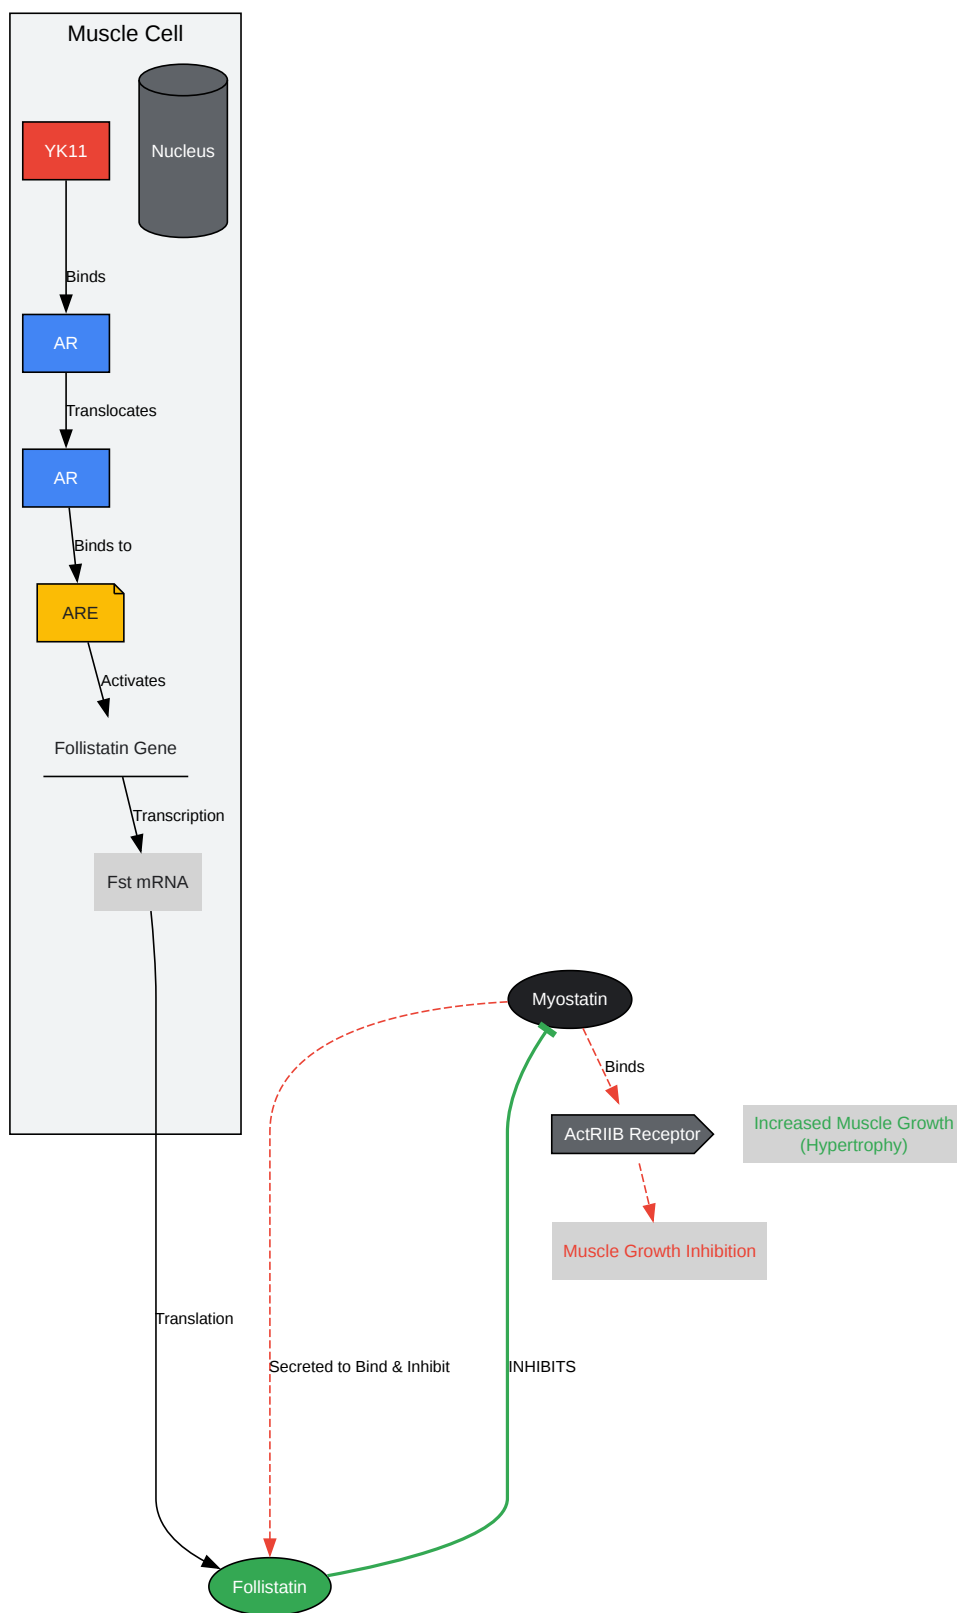 Muscle Cell
Nucleus
YK11
Binds
AR
Translocates
AR
Binds to
ARE
Activates
Follistatin Gene
Transcription
Fst mRNA
Myostatin
Binds
ActRIIB Receptor
Increased Muscle Growth
(Hypertrophy)
Muscle Growth Inhibition
Translation
Secreted to Bind & Inhibit
INHIBITS
Follistatin